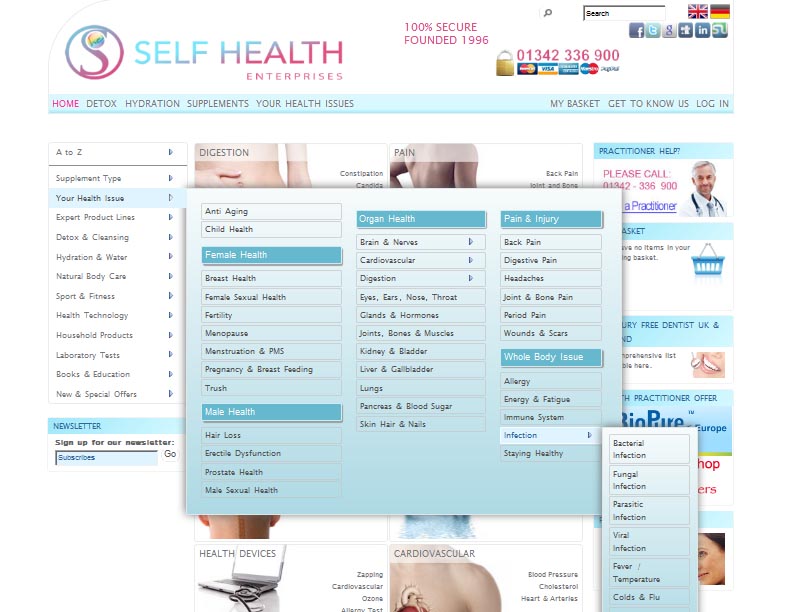 100% SECURE
FOUNDED 1996
Search
SELF HEALTH
ENTERPRISES
01342 336 900
HOME DETOX HYDRATION SUPPLEMENTS YOUR HEALTH ISSUES
MY BASKET GET TO KNOW US LOG IN
A to Z
Supplement Type
Your Health Issue
Expert Product Lines
Detox & Cleansing
Hydration & Water
Natural Body Care
Sport & Fitness
Health Technology
Household Products
Laboratory Tests
Books & Education
New & Special Offers
NEWSLETTER
Sign up for our newsletter:
Subscribes
Go
DIGESTION
Constipation
Candida
PAIN
Back Pain
Joint and Bone
Anti Aging
Child Health
Female Health
Breast Health
Female Sexual Health
Fertility
Menopause
Menstruation & PMS
Pregnancy & Breast Feeding
Trush
Male Health
Hair Loss
Erectile Dysfunction
Prostate Health
Male Sexual Health
Organ Health
Brain & Nerves
Cardiovascular
Digestion
Eyes, Ears, Nose, Throat
Glands & Hormones
Joints, Bones & Muscles
Kidney & Bladder
Liver & Gallbladder
Lungs
Pancreas & Blood Sugar
Skin Hair & Nails
Pain & Injury
Back Pain
Digestive Pain
Headaches
Joint & Bone Pain
Period Pain
Wounds & Scars
Whole Body Issue
Allergy
Energy & Fatigue
Immune System
Infection
Staying Healthy
Bacterial
Infection
Fungal
Infection
Parasitic
Infection
Viral
Infection
Fever /
Temperature
Colds & Flu
PRACTITIONER HELP?
PLEASE CALL:
01342 - 336 900
a Practitioner
ASKET
ve no items in your
ng basket.
URY FREE DENTIST UK &
ND
mprehensive list
ble here.
TH PRACTITIONER OFFER
BioPure™
Europe
hop
ers
HEALTH DEVICES
Zapping
Cardiovascular
Ozone
Allergy Test
CARDIOVASCULAR
Blood Pressure
Cholesterol
Heart & Arteries